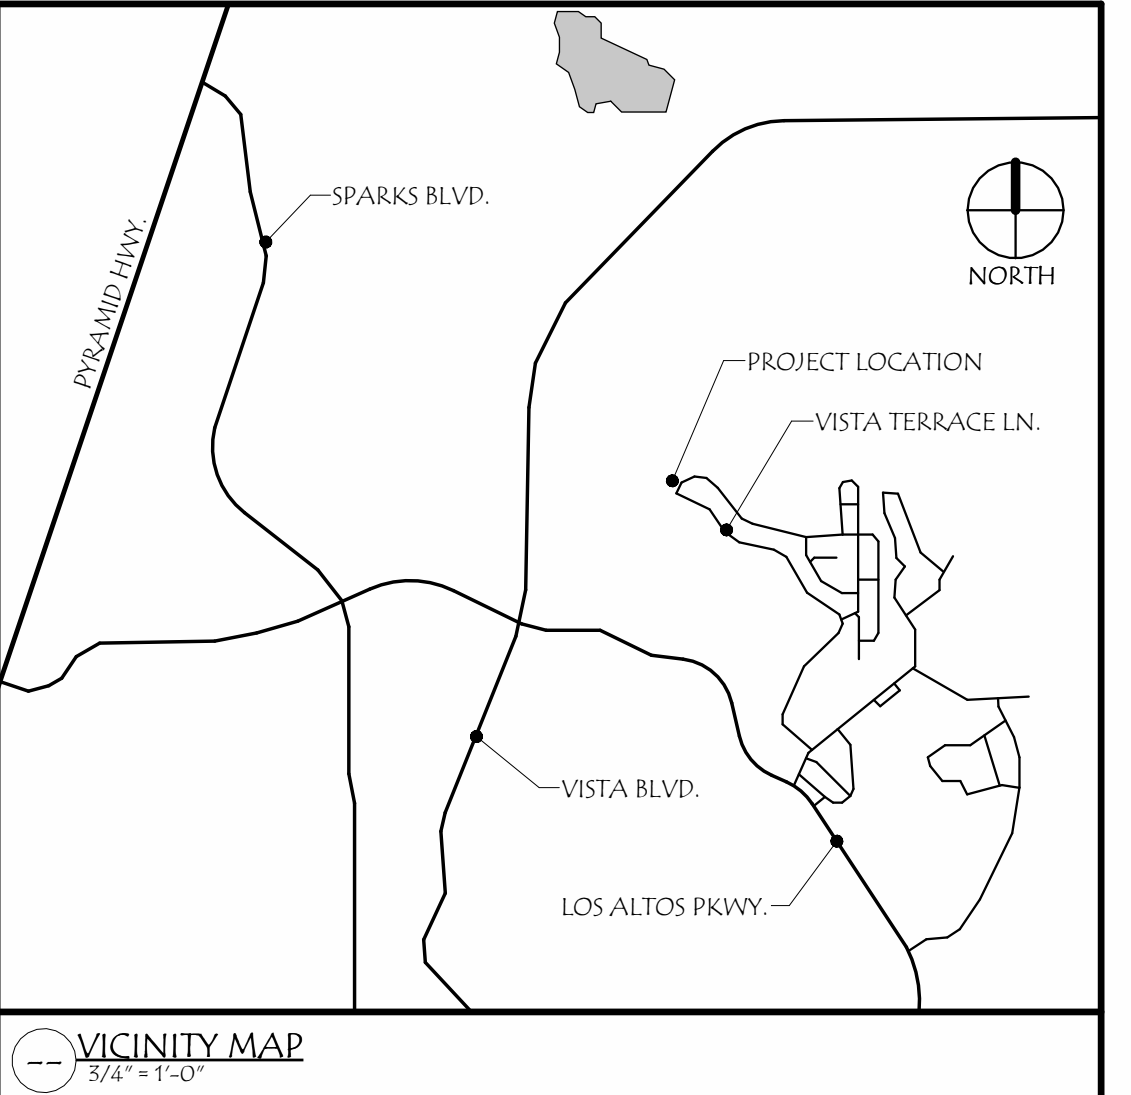 SPARKS BLVD.
PYRAMID HWY.
NORTH
PROJECT LOCATION
VISTA TERRACE LN.
VISTA BLVD.
LOS ALTOS PKWY.
--
VICINITY MAP
3/4" = 1'-0"